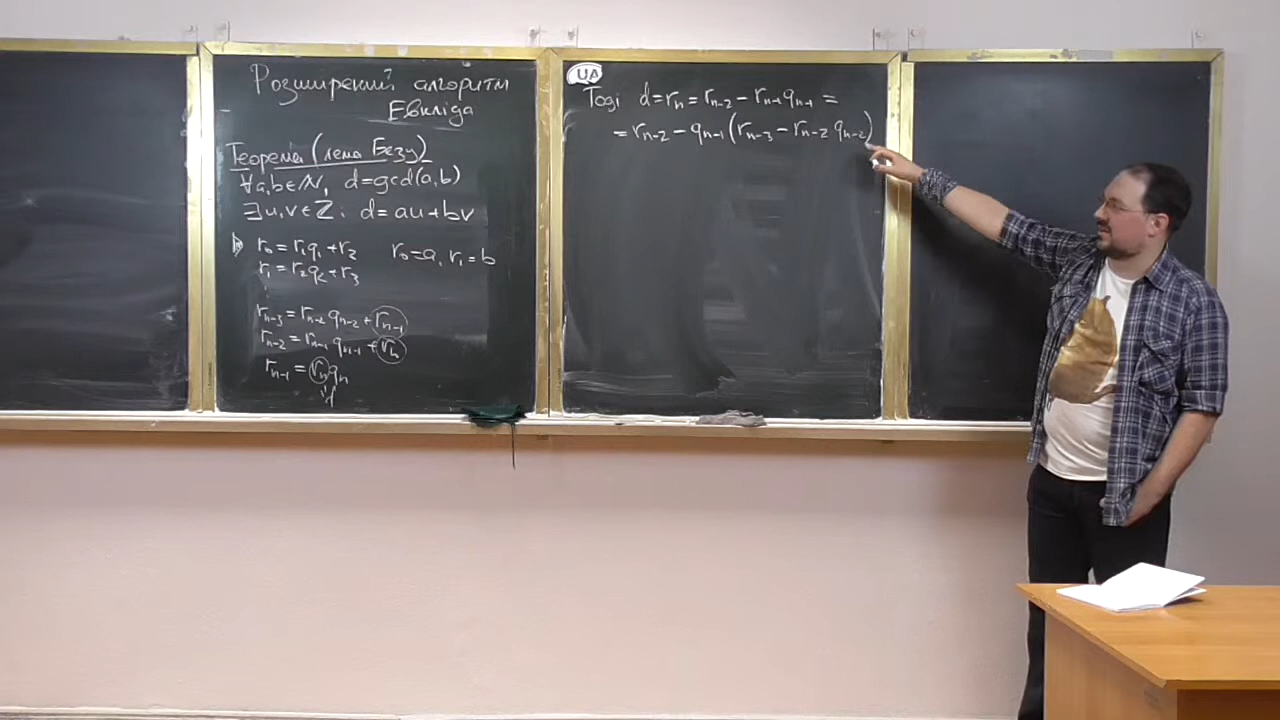 Розширений алгоритм
Евкліда
Теорема (лема Безу)
∀a,b∈ℕ, d=gcd(a,b)
∃u,v∈ℤ: d=au+bv
r₀=r₁q₁+r₂ r₀=a, r₁=b
r₁=r₂q₂+r₃
rₙ₋₃=rₙ₋₂qₙ₋₂+rₙ₋₁
rₙ₋₂=rₙ₋₁qₙ₋₁+rₙ
rₙ₋₁=rₙqₙ
d
UA
Тоді d=rₙ=rₙ₋₂−rₙ₋₁qₙ₋₁=
=rₙ₋₂−qₙ₋₁(rₙ₋₃−rₙ₋₂qₙ₋₂)